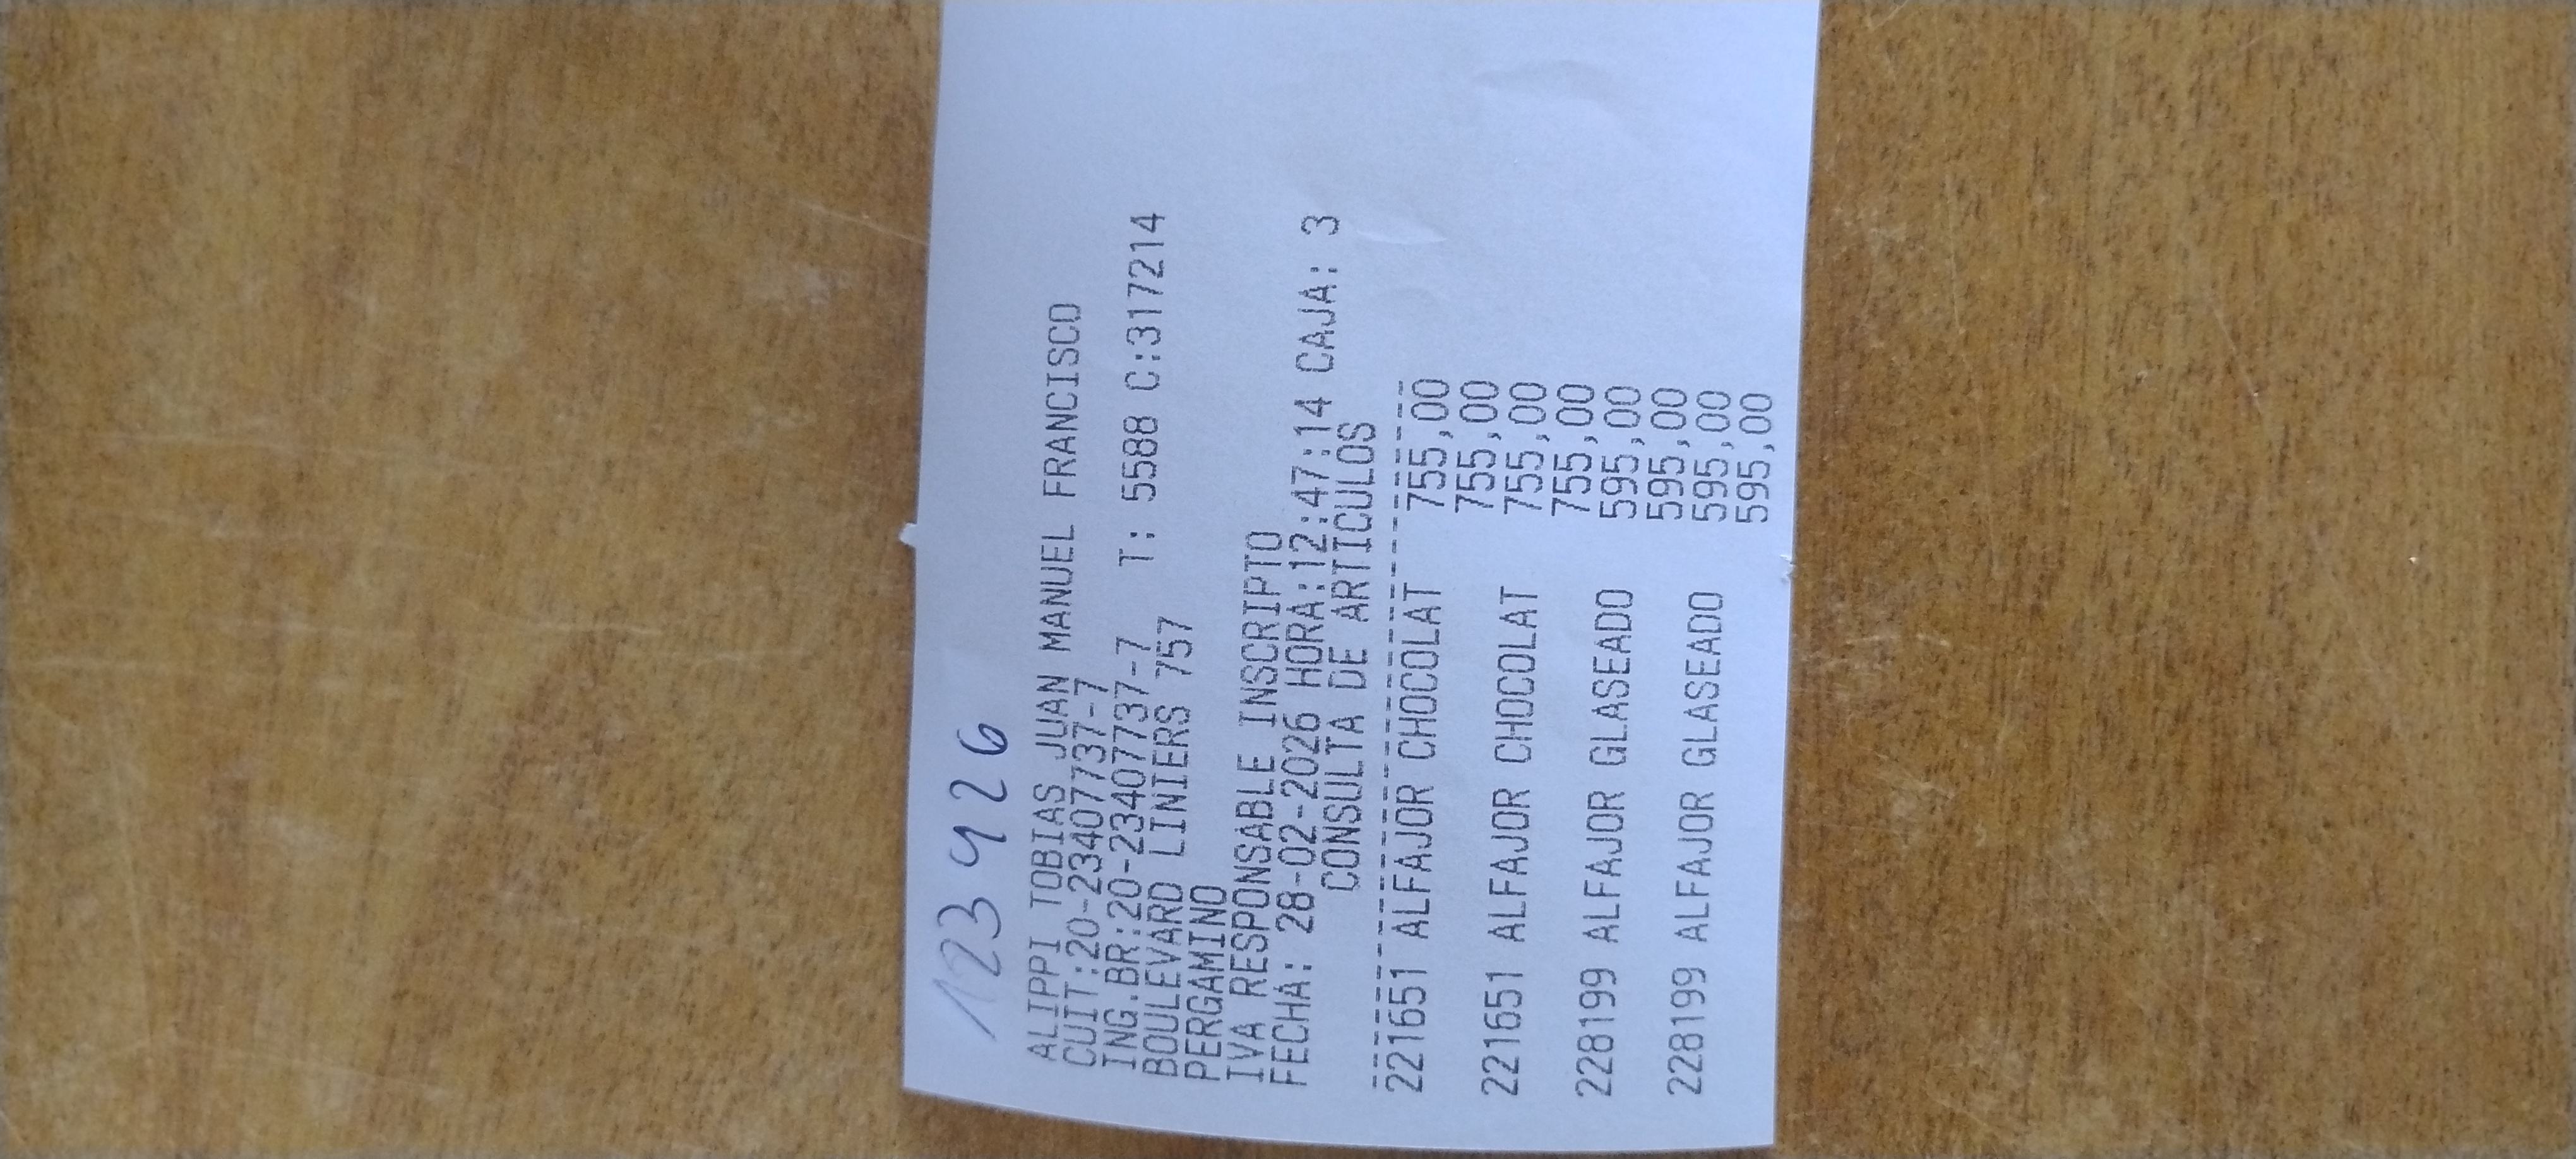 123426
ALIPPI TOBIAS JUAN MANUEL FRANCISCO
CUIT:20-23407737-7
ING.BR:20-23407737-7 T: 5588 C:317214
BOULEVARD LINIERS 757
PERGAMINO
IVA RESPONSABLE INSCRIPTO
FECHA: 28-02-2026 HORA:12:47:14 CAJA: 3
CONSULTA DE ARTICULOS
221651 ALFAJOR CHOCOLAT 755,00
755,00
221651 ALFAJOR CHOCOLAT 755,00
755,00
228199 ALFAJOR GLASEADO 595,00
595,00
228199 ALFAJOR GLASEADO 595,00
595,00